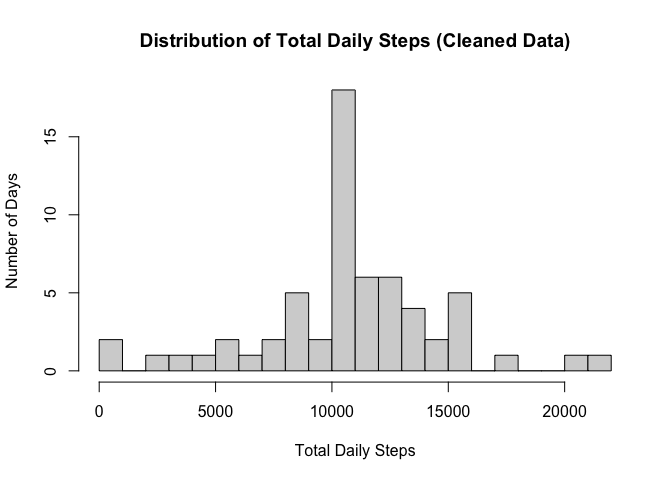 Distribution of Total Daily Steps (Cleaned Data)
15
10
5
0
Number of Days
0 5000 10000 15000 20000
Total Daily Steps